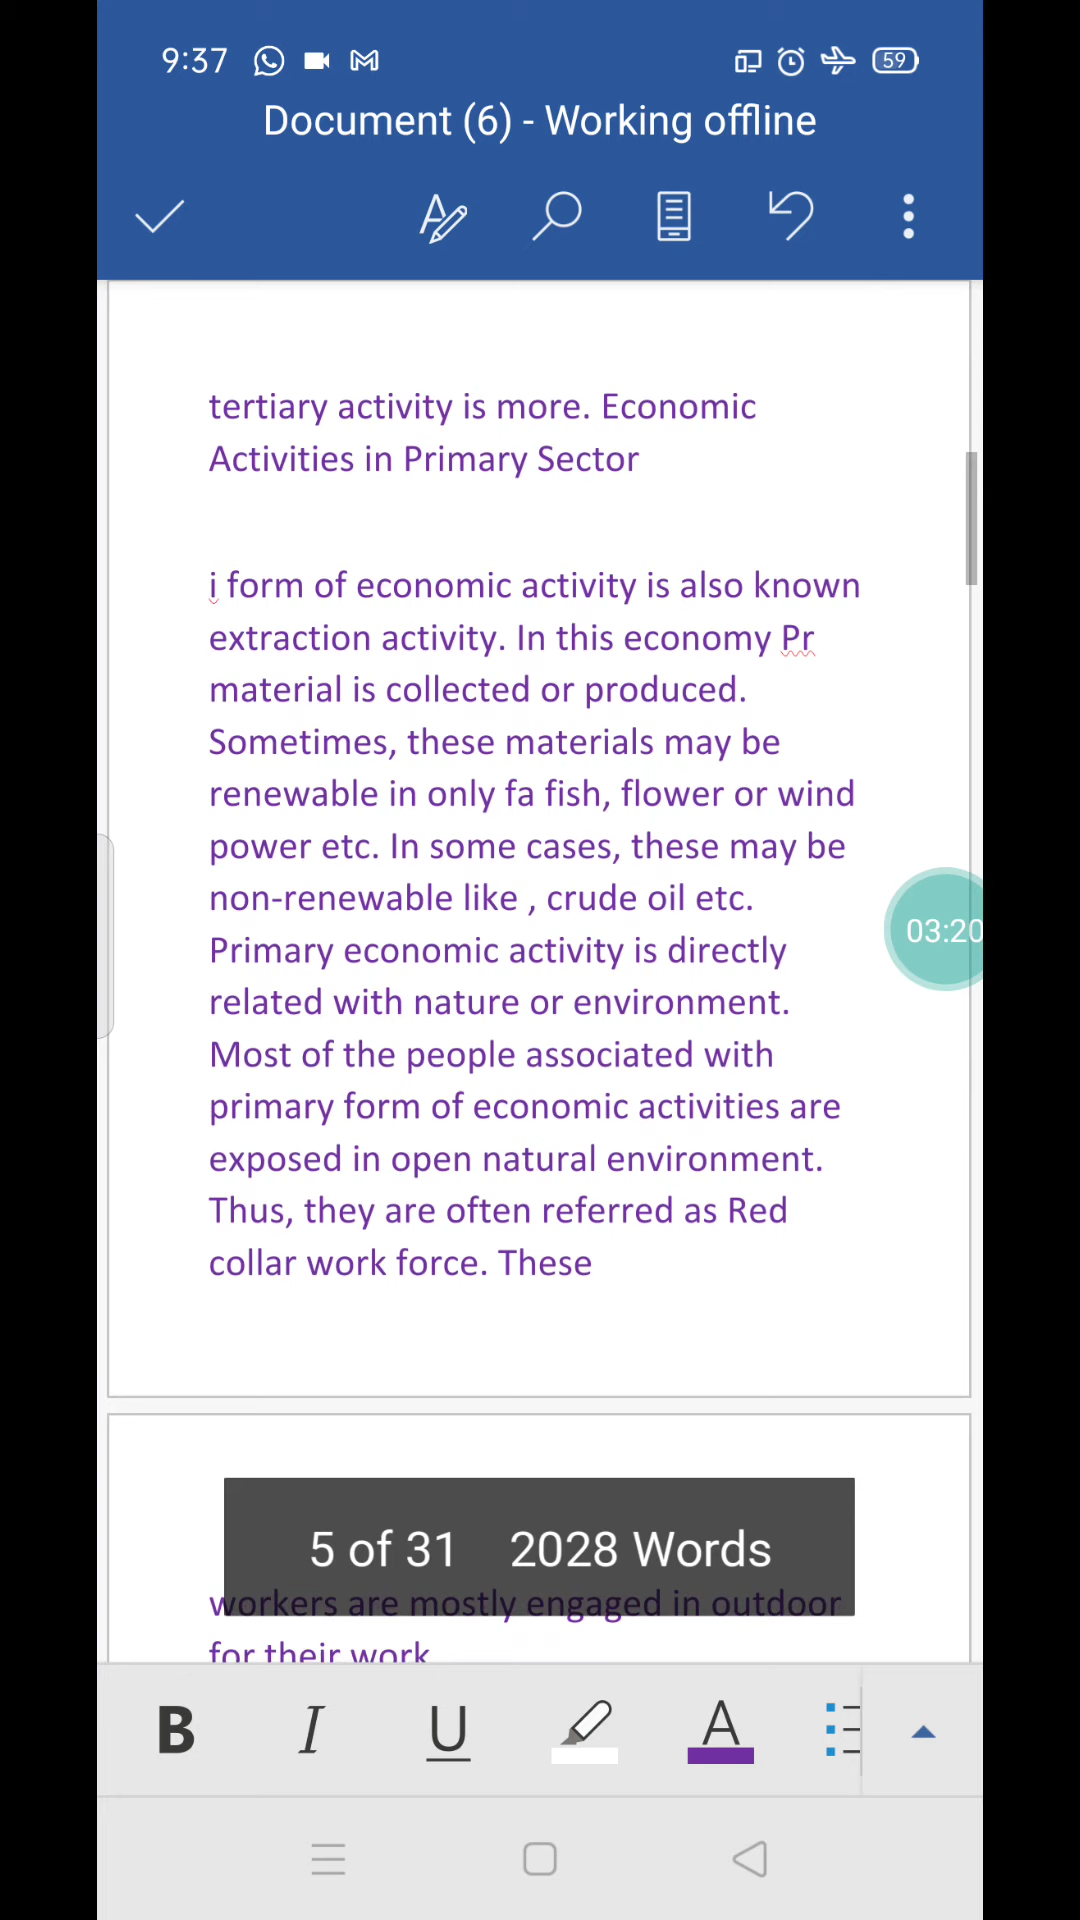 9:37
59
Document (6) - Working offline
tertiary activity is more. Economic
Activities in Primary Sector
i form of economic activity is also known
extraction activity. In this economy Pr
material is collected or produced.
Sometimes, these materials may be
renewable in only fa fish, flower or wind
power etc. In some cases, these may be
non-renewable like , crude oil etc.
03:20
Primary economic activity is directly
related with nature or environment.
Most of the people associated with
primary form of economic activities are
exposed in open natural environment.
Thus, they are often referred as Red
collar work force. These
5 of 31 2028 Words
workers are mostly engaged in outdoor
for their work
B I U A